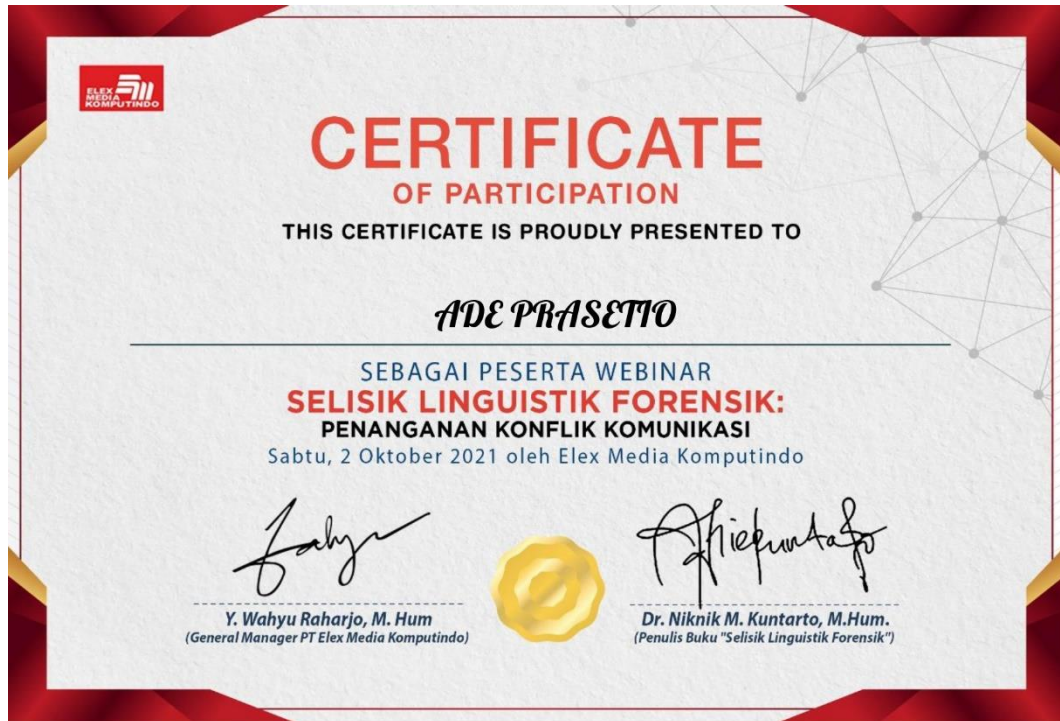 ELEX
MEDIA
KOMPUTINDO
CERTIFICATE
OF PARTICIPATION
THIS CERTIFICATE IS PROUDLY PRESENTED TO
ADE PRASETIO
SEBAGAI PESERTA WEBINAR
SELISIK LINGUISTIK FORENSIK:
PENANGANAN KONFLIK KOMUNIKASI
Sabtu, 2 Oktober 2021 oleh Elex Media Komputindo
Y. Wahyu Raharjo, M. Hum
(General Manager PT Elex Media Komputindo)
Dr. Niknik M. Kuntarto, M.Hum.
(Penulis Buku "Selisik Linguistik Forensik")